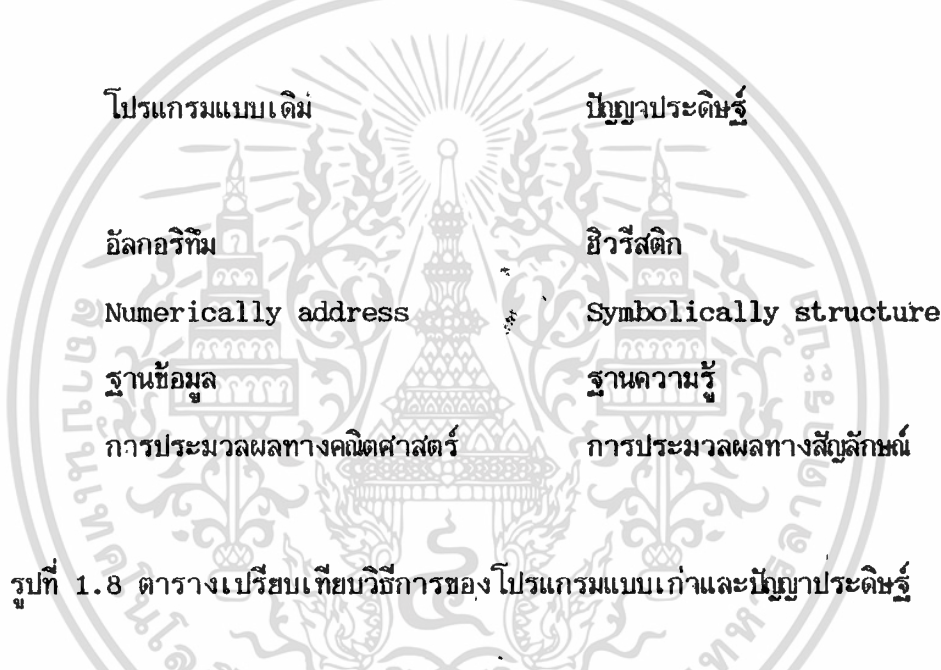 โปรแกรมแบบเดิม ปัญญาประดิษฐ์
อัลกอริทึม ฮิวรีสติก
Numerically address Symbolically structure
ฐานข้อมูล ฐานความรู้
การประมวลผลทางคณิตศาสตร์ การประมวลผลทางสัญลักษณ์
รูปที่ 1.8 ตารางเปรียบเทียบวิธีการของโปรแกรมแบบเก่าและปัญญาประดิษฐ์